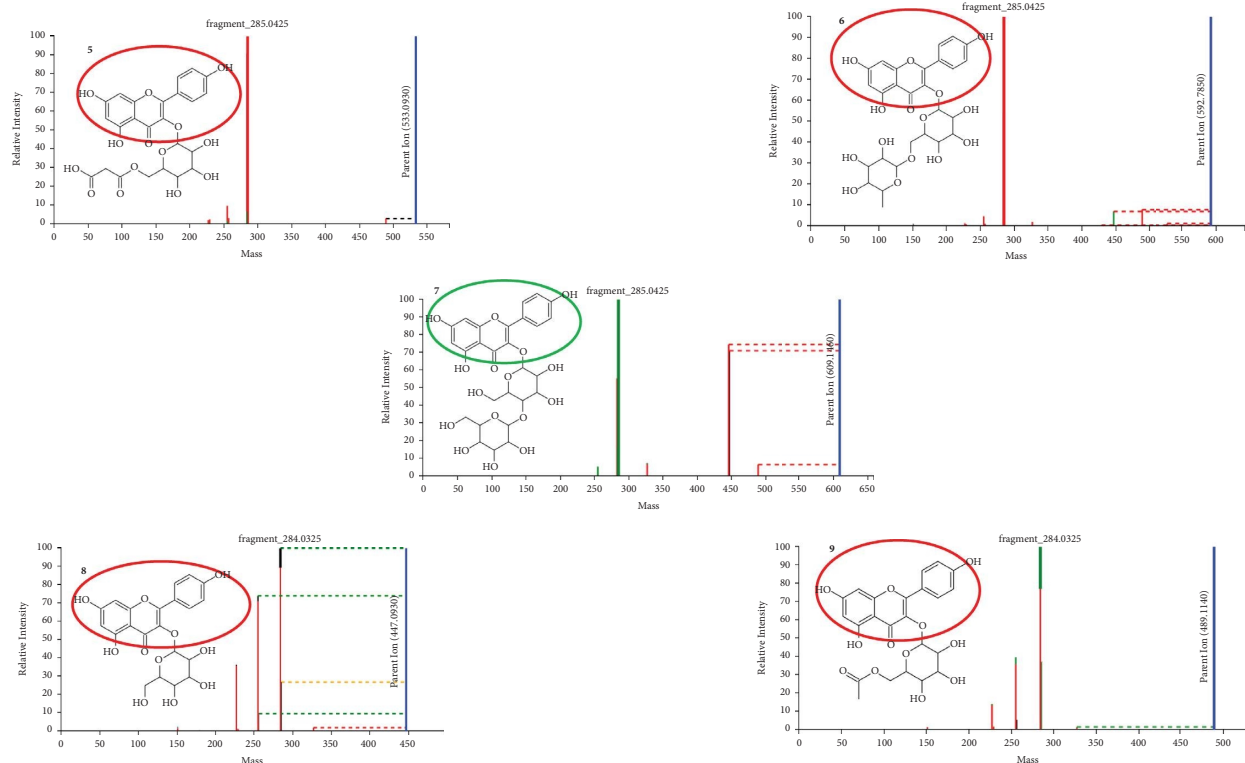 fragment_285.0425
5
100
90
80
70
60
50
40
30
20
10
0
Relative Intensity
0 50 100 150 200 250 300 350 400 450 500 550
Mass
Parent Ion (533.0930)
OH
HO
O
O
HO
O
O
OH
HO
O
OH
O
O
OH
HO
fragment_285.0425
6
100
90
80
70
60
50
40
30
20
10
0
Relative Intensity
0 50 100 150 200 250 300 350 400 450 500 550 600
Mass
Parent Ion (592.7850)
OH
HO
O
O
HO
O
O
OH
HO
OH
OH
O
HO
HO
O
fragment_285.0425
7
100
90
80
70
60
50
40
30
20
10
0
Relative Intensity
0 50 100 150 200 250 300 350 400 450 500 550 600 650
Mass
Parent Ion (609.1460)
OH
HO
O
O
HO
O
O
OH
HO
OH
O
HO
O
HO
OH
HO
fragment_284.0325
8
100
90
80
70
60
50
40
30
20
10
0
Relative Intensity
0 50 100 150 200 250 300 350 400 450
Mass
Parent Ion (447.0930)
OH
HO
O
O
HO
O
O
OH
OH
HO
HO
fragment_284.0325
9
100
90
80
70
60
50
40
30
20
10
0
Relative Intensity
0 50 100 150 200 250 300 350 400 450 500
Mass
Parent Ion (489.1140)
OH
HO
O
O
HO
O
O
OH
O
O
OH
HO